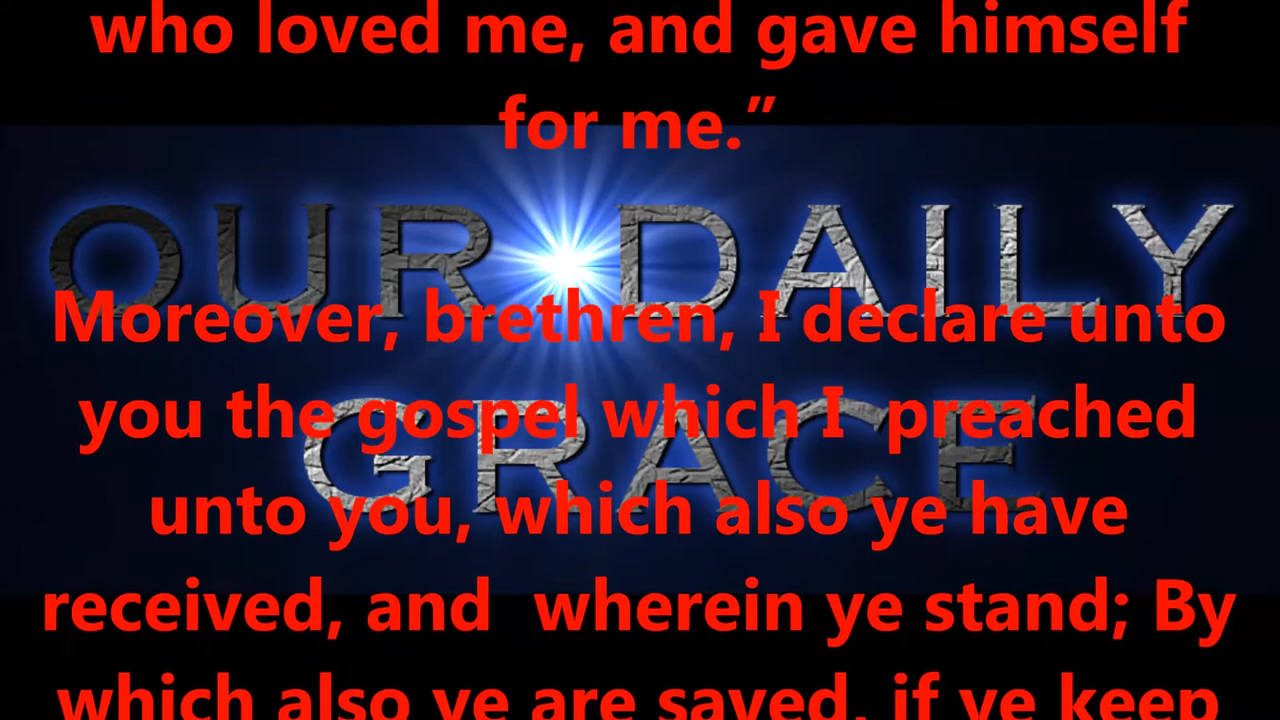 who loved me, and gave himself
for me.”
OUR DAILY
Moreover, brethren, I declare unto
you the gospel which I  preached
GRACE
unto you, which also ye have
received, and  wherein ye stand; By
which also ye are saved, if ye keep